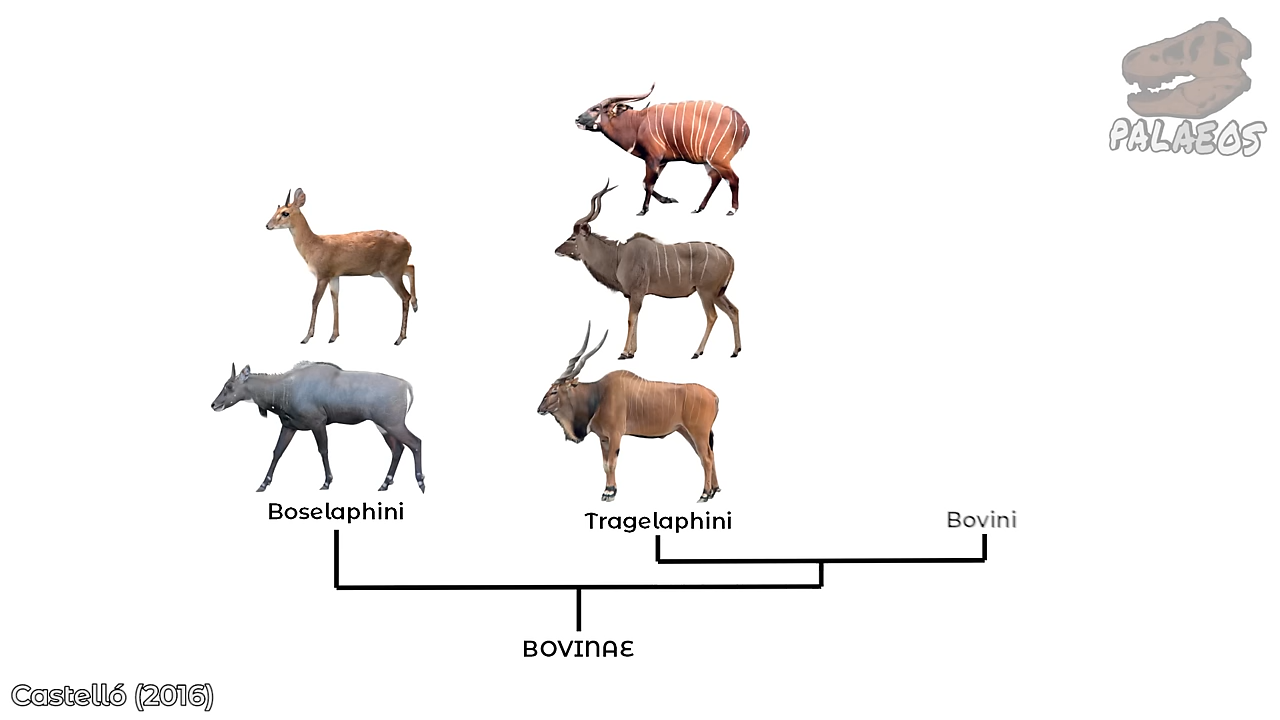 PALAEOS
Boselaphini
Tragelaphini
Bovini
BOVINAE
Castelló (2016)